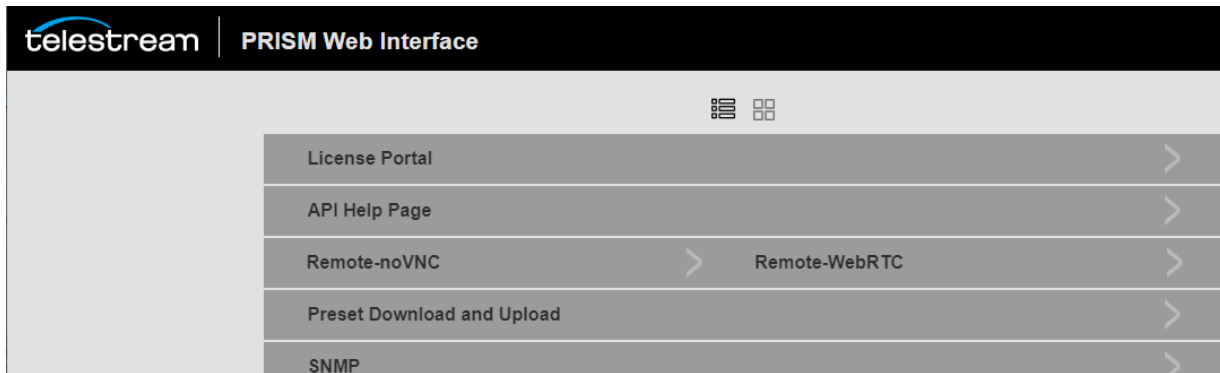 telestream PRISM Web Interface
License Portal
API Help Page
Remote-noVNC Remote-WebRTC
Preset Download and Upload
SNMP